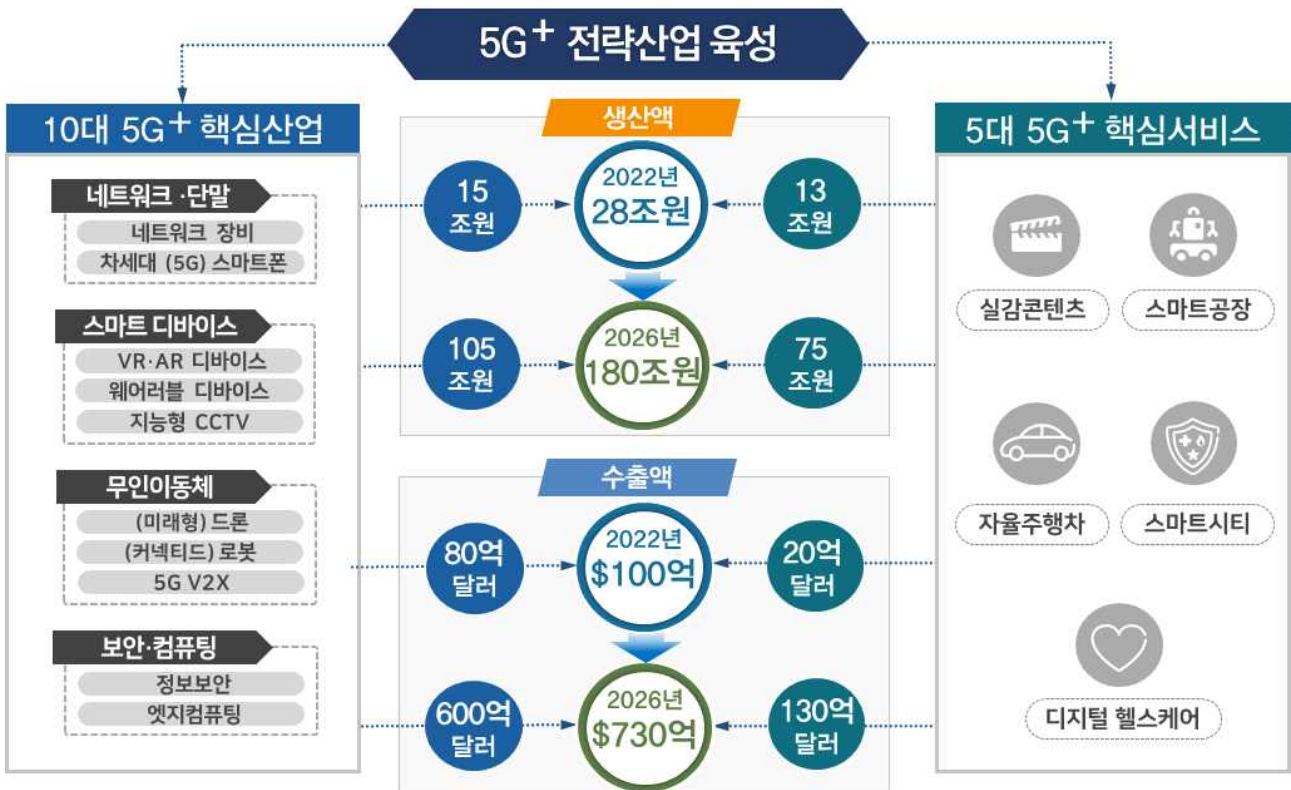 5G+ 전략산업 육성
10대 5G+ 핵심산업
네트워크 ·단말
네트워크 장비
차세대 (5G) 스마트폰
스마트 디바이스
VR·AR 디바이스
웨어러블 디바이스
지능형 CCTV
무인이동체
(미래형) 드론
(커넥티드) 로봇
5G V2X
보안·컴퓨팅
정보보안
엣지컴퓨팅
생산액
15
조원
2022년
28조원
13
조원
105
조원
2026년
180조원
75
조원
수출액
80억
달러
2022년
$100억
20억
달러
600억
달러
2026년
$730억
130억
달러
5대 5G+ 핵심서비스
실감콘텐츠
스마트공장
자율주행차
스마트시티
디지털 헬스케어